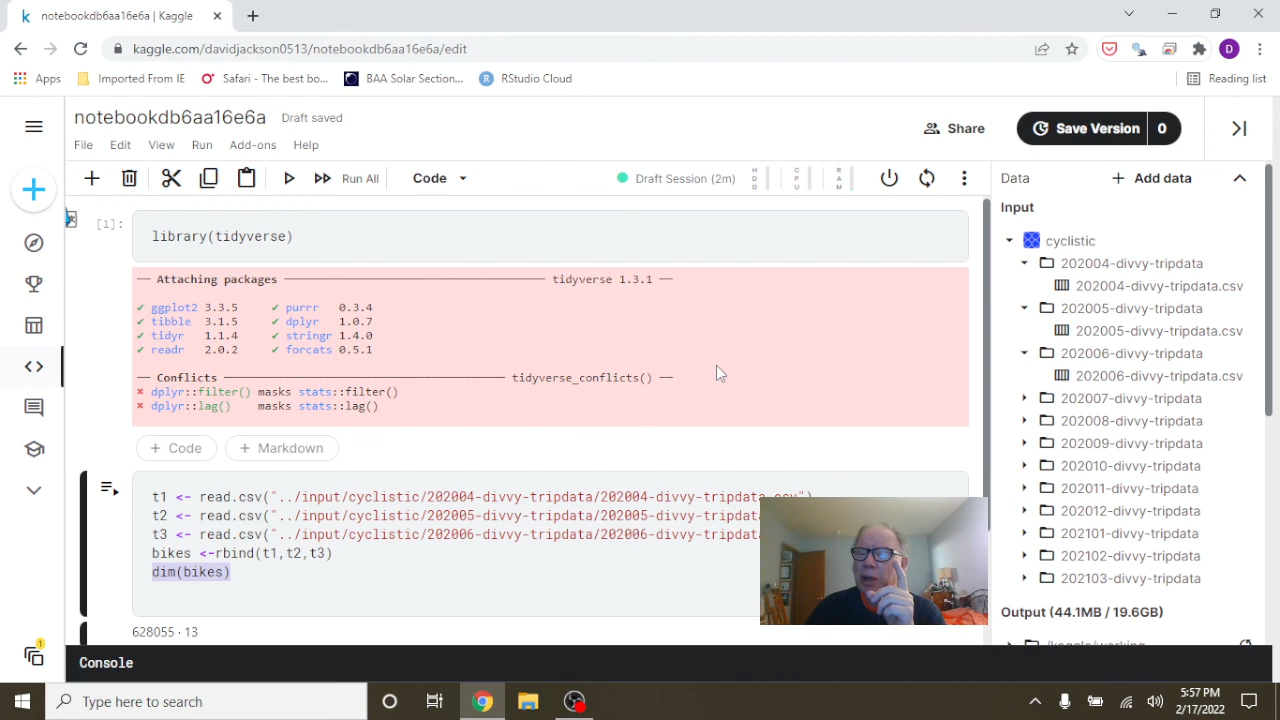 notebookdb6aa16e6a | Kaggle
kaggle.com/davidjackson0513/notebookdb6aa16e6a/edit
D
Apps Imported From IE Safari - The best bo... BAA Solar Section... RStudio Cloud Reading list
notebookdb6aa16e6a Draft saved
Share Save Version 0
File Edit View Run Add-ons Help
Run All Code Draft Session (2m) HDD CPU RAM
Data + Add data
Input
cyclistic
202004-divvy-tripdata
202004-divvy-tripdata.csv
202005-divvy-tripdata
202005-divvy-tripdata.csv
202006-divvy-tripdata
202006-divvy-tripdata.csv
202007-divvy-tripdata
202008-divvy-tripdata
202009-divvy-tripdata
202010-divvy-tripdata
202011-divvy-tripdata
202012-divvy-tripdata
202101-divvy-tripdata
202102-divvy-tripdata
202103-divvy-tripdata
Output (44.1MB / 19.6GB)
/kaggle/working
[1]:
library(tidyverse)
── Attaching packages ── tidyverse 1.3.1 ──
✔ ggplot2 3.3.5 ✔ purrr 0.3.4
✔ tibble 3.1.5 ✔ dplyr 1.0.7
✔ tidyr 1.1.4 ✔ stringr 1.4.0
✔ readr 2.0.2 ✔ forcats 0.5.1
── Conflicts ── tidyverse_conflicts() ──
✖ dplyr::filter() masks stats::filter()
✖ dplyr::lag() masks stats::lag()
+ Code + Markdown
t1 <- read.csv("../input/cyclistic/202004-divvy-tripdata/202004-divvy-tripdata.csv")
t2 <- read.csv("../input/cyclistic/202005-divvy-tripdata/202005-divvy-tripdata
t3 <- read.csv("../input/cyclistic/202006-divvy-tripdata/202006-divvy-tripdata
bikes <-rbind(t1,t2,t3)
dim(bikes)
628055 · 13
1
Console
Type here to search
5:57 PM
2/17/2022